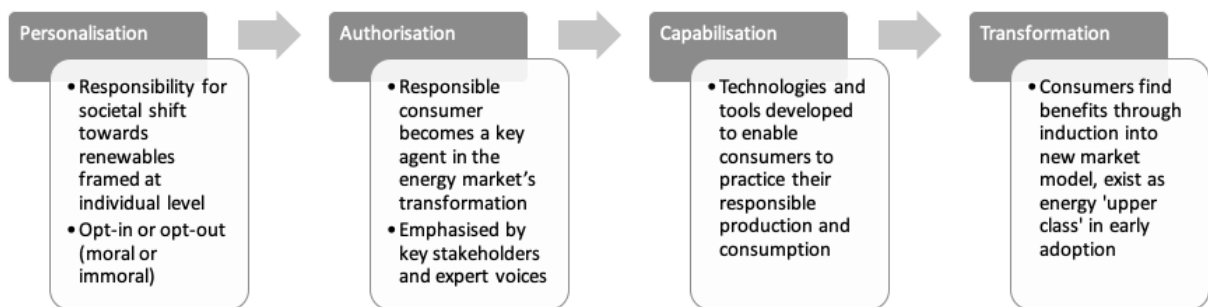 Personalisation
• Responsibility for
societal shift
towards
renewables
framed at
individual level
• Opt-in or opt-out
(moral or
immoral)
Authorisation
• Responsible
consumer
becomes a key
agent in the
energy market's
transformation
• Emphasised by
key stakeholders
and expert voices
Capabilisation
• Technologies and
tools developed
to enable
consumers to
practice their
responsible
production and
consumption
Transformation
• Consumers find
benefits through
induction into
new market
model, exist as
energy 'upper
class' in early
adoption